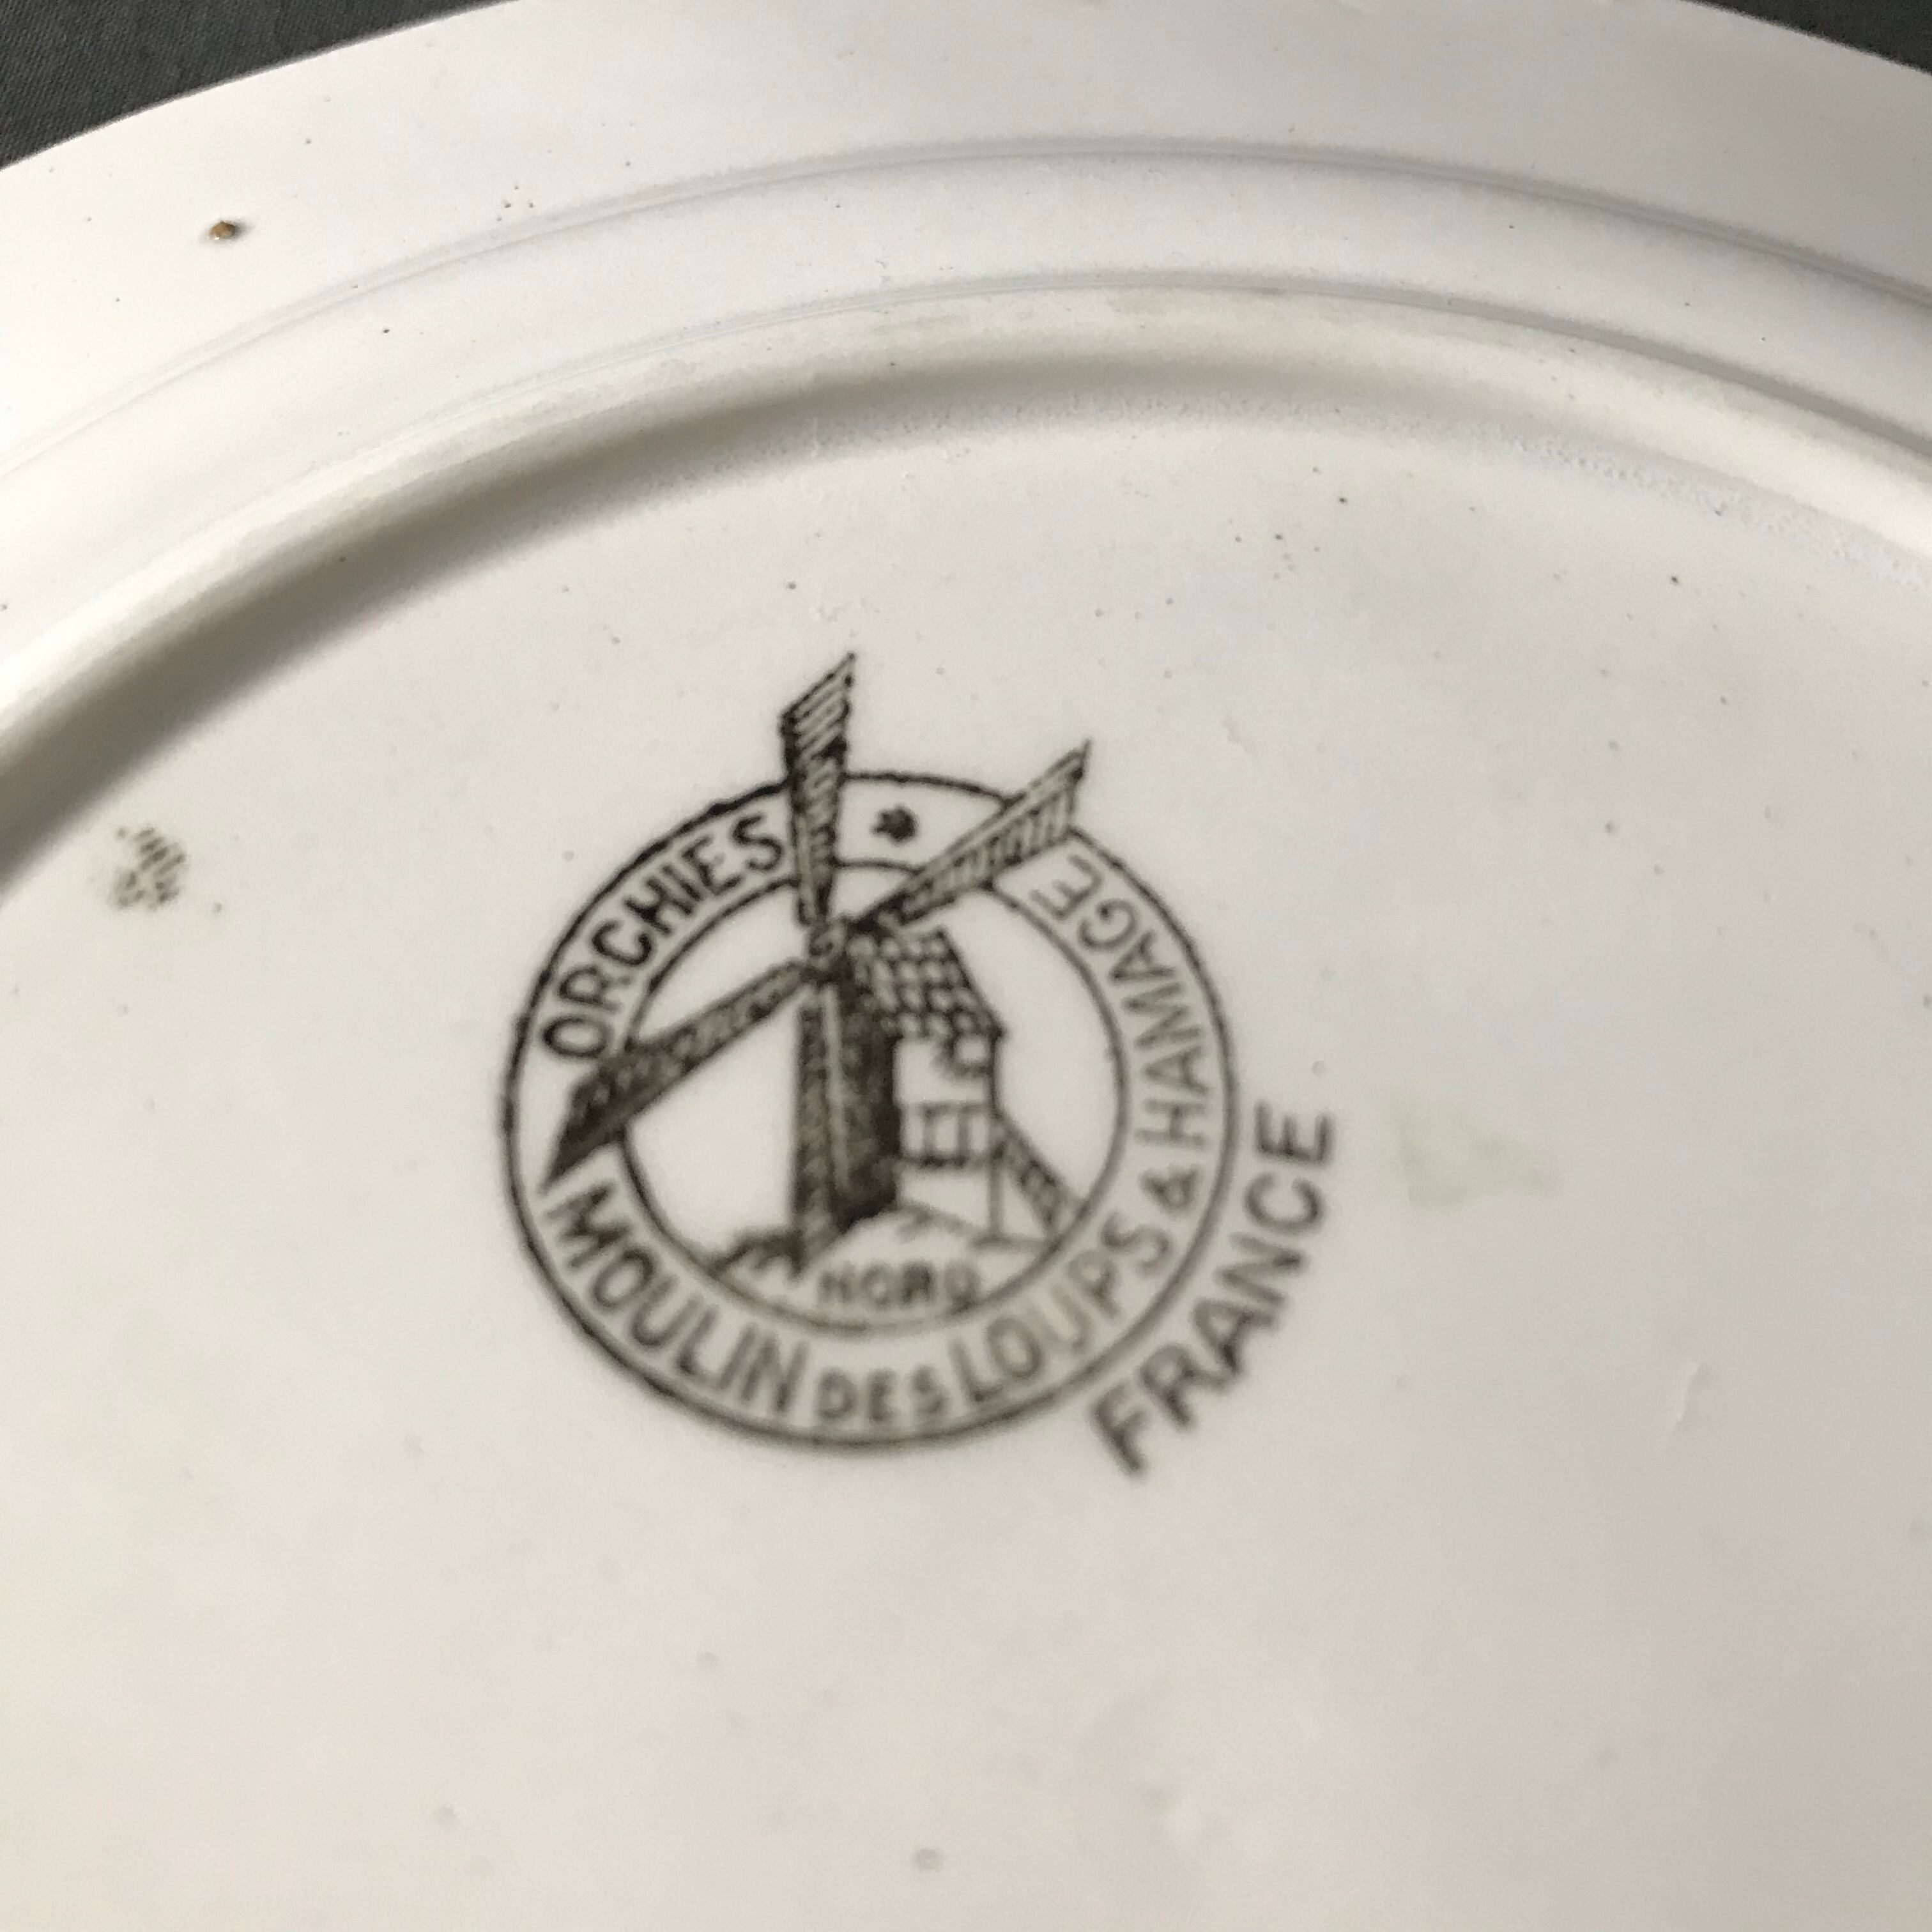 ORCHIES
MOULIN DES LOUPS & HAMAGE
NORD
FRANCE